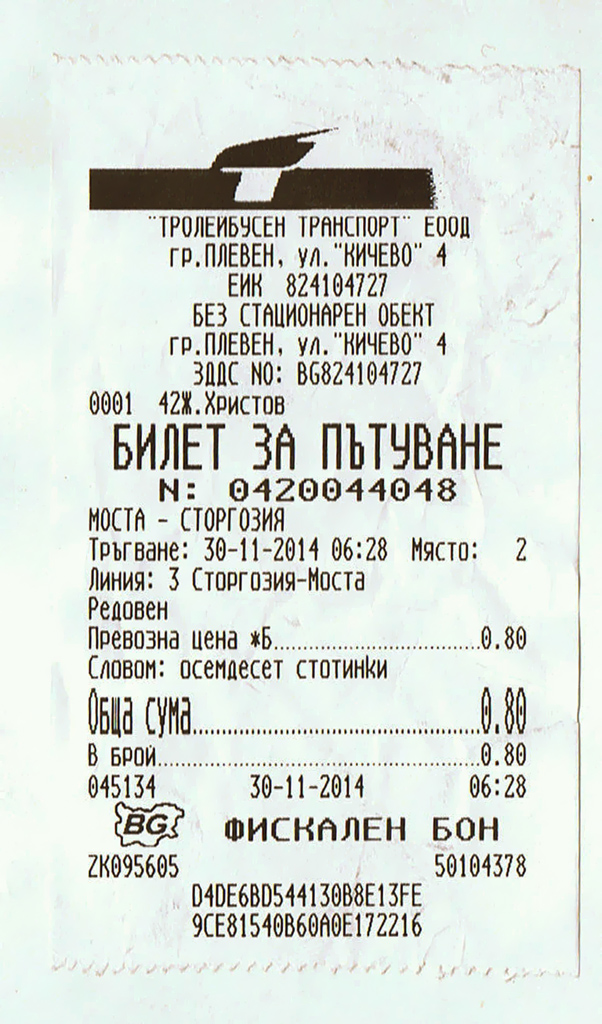 "ТРОЛЕЙБУСЕН ТРАНСПОРТ" ЕООД
гр.ПЛЕВЕН, ул."КИЧЕВО" 4
ЕИК 824104727
БЕЗ СТАЦИОНАРЕН ОБЕКТ
гр.ПЛЕВЕН, ул."КИЧЕВО" 4
ЗДДС NO: BG824104727
0001 42Ж.Христов
БИЛЕТ ЗА ПЪТУВАНЕ
N: 0420044048
МОСТА - СТОРГОЗИЯ
Тръгване: 30-11-2014 06:28 Място: 2
Линия: 3 Сторгозия-Моста
Редовен
Превозна цена *Б..............................0.80
Словом: осемдесет стотинки
Обща сума..............................0.80
В БРОЙ..............................0.80
045134 30-11-2014 06:28
BG ФИСКАЛЕН БОН
ZK095605 50104378
D4DE6BD544130B8E13FE
9CE81540B60A0E172216